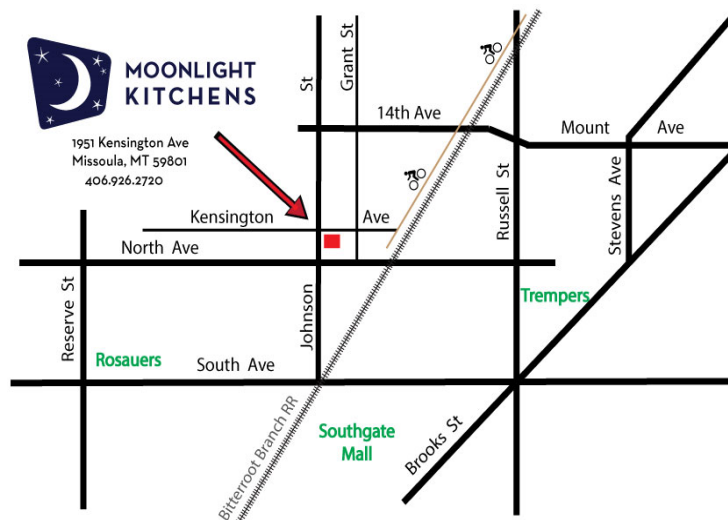 MOONLIGHT
KITCHENS
1951 Kensington Ave
Missoula, MT 59801
406.926.2720
St
Grant St
14th Ave
Mount Ave
Russell St
Stevens Ave
Kensington Ave
North Ave
Reserve St
Johnson
Trempers
Rosauers
South Ave
Bitterroot Branch RR
Southgate
Mall
Brooks St